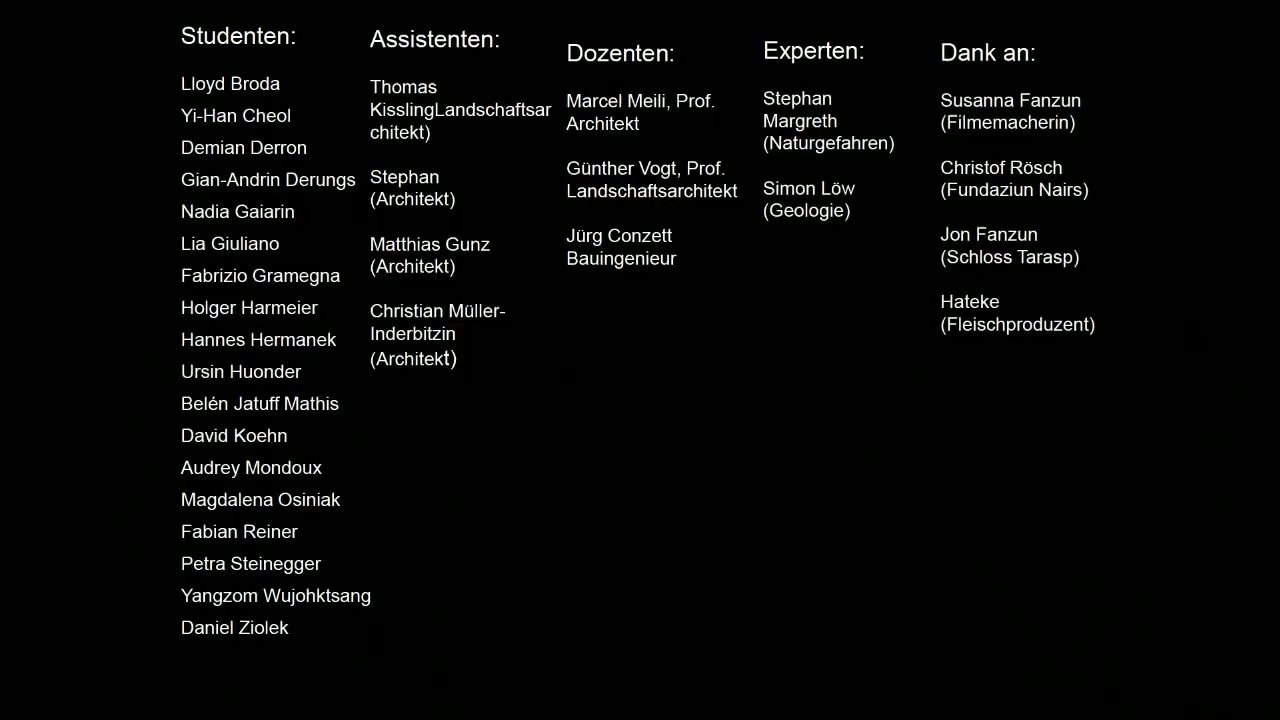 Studenten:
Lloyd Broda
Yi-Han Cheol
Demian Derron
Gian-Andrin Derungs
Nadia Gaiarin
Lia Giuliano
Fabrizio Gramegna
Holger Harmeier
Hannes Hermanek
Ursin Huonder
Belén Jatuff Mathis
David Koehn
Audrey Mondoux
Magdalena Osiniak
Fabian Reiner
Petra Steinegger
Yangzom Wujohktsang
Daniel Ziolek
Assistenten:
Thomas
KisslingLandschaftsar
chitekt)
Stephan
(Architekt)
Matthias Gunz
(Architekt)
Christian Müller-
Inderbitzin
(Architekt)
Dozenten:
Marcel Meili, Prof.
Architekt
Günther Vogt, Prof.
Landschaftsarchitekt
Jürg Conzett
Bauingenieur
Experten:
Stephan
Margreth
(Naturgefahren)
Simon Löw
(Geologie)
Dank an:
Susanna Fanzun
(Filmemacherin)
Christof Rösch
(Fundaziun Nairs)
Jon Fanzun
(Schloss Tarasp)
Hateke
(Fleischproduzent)